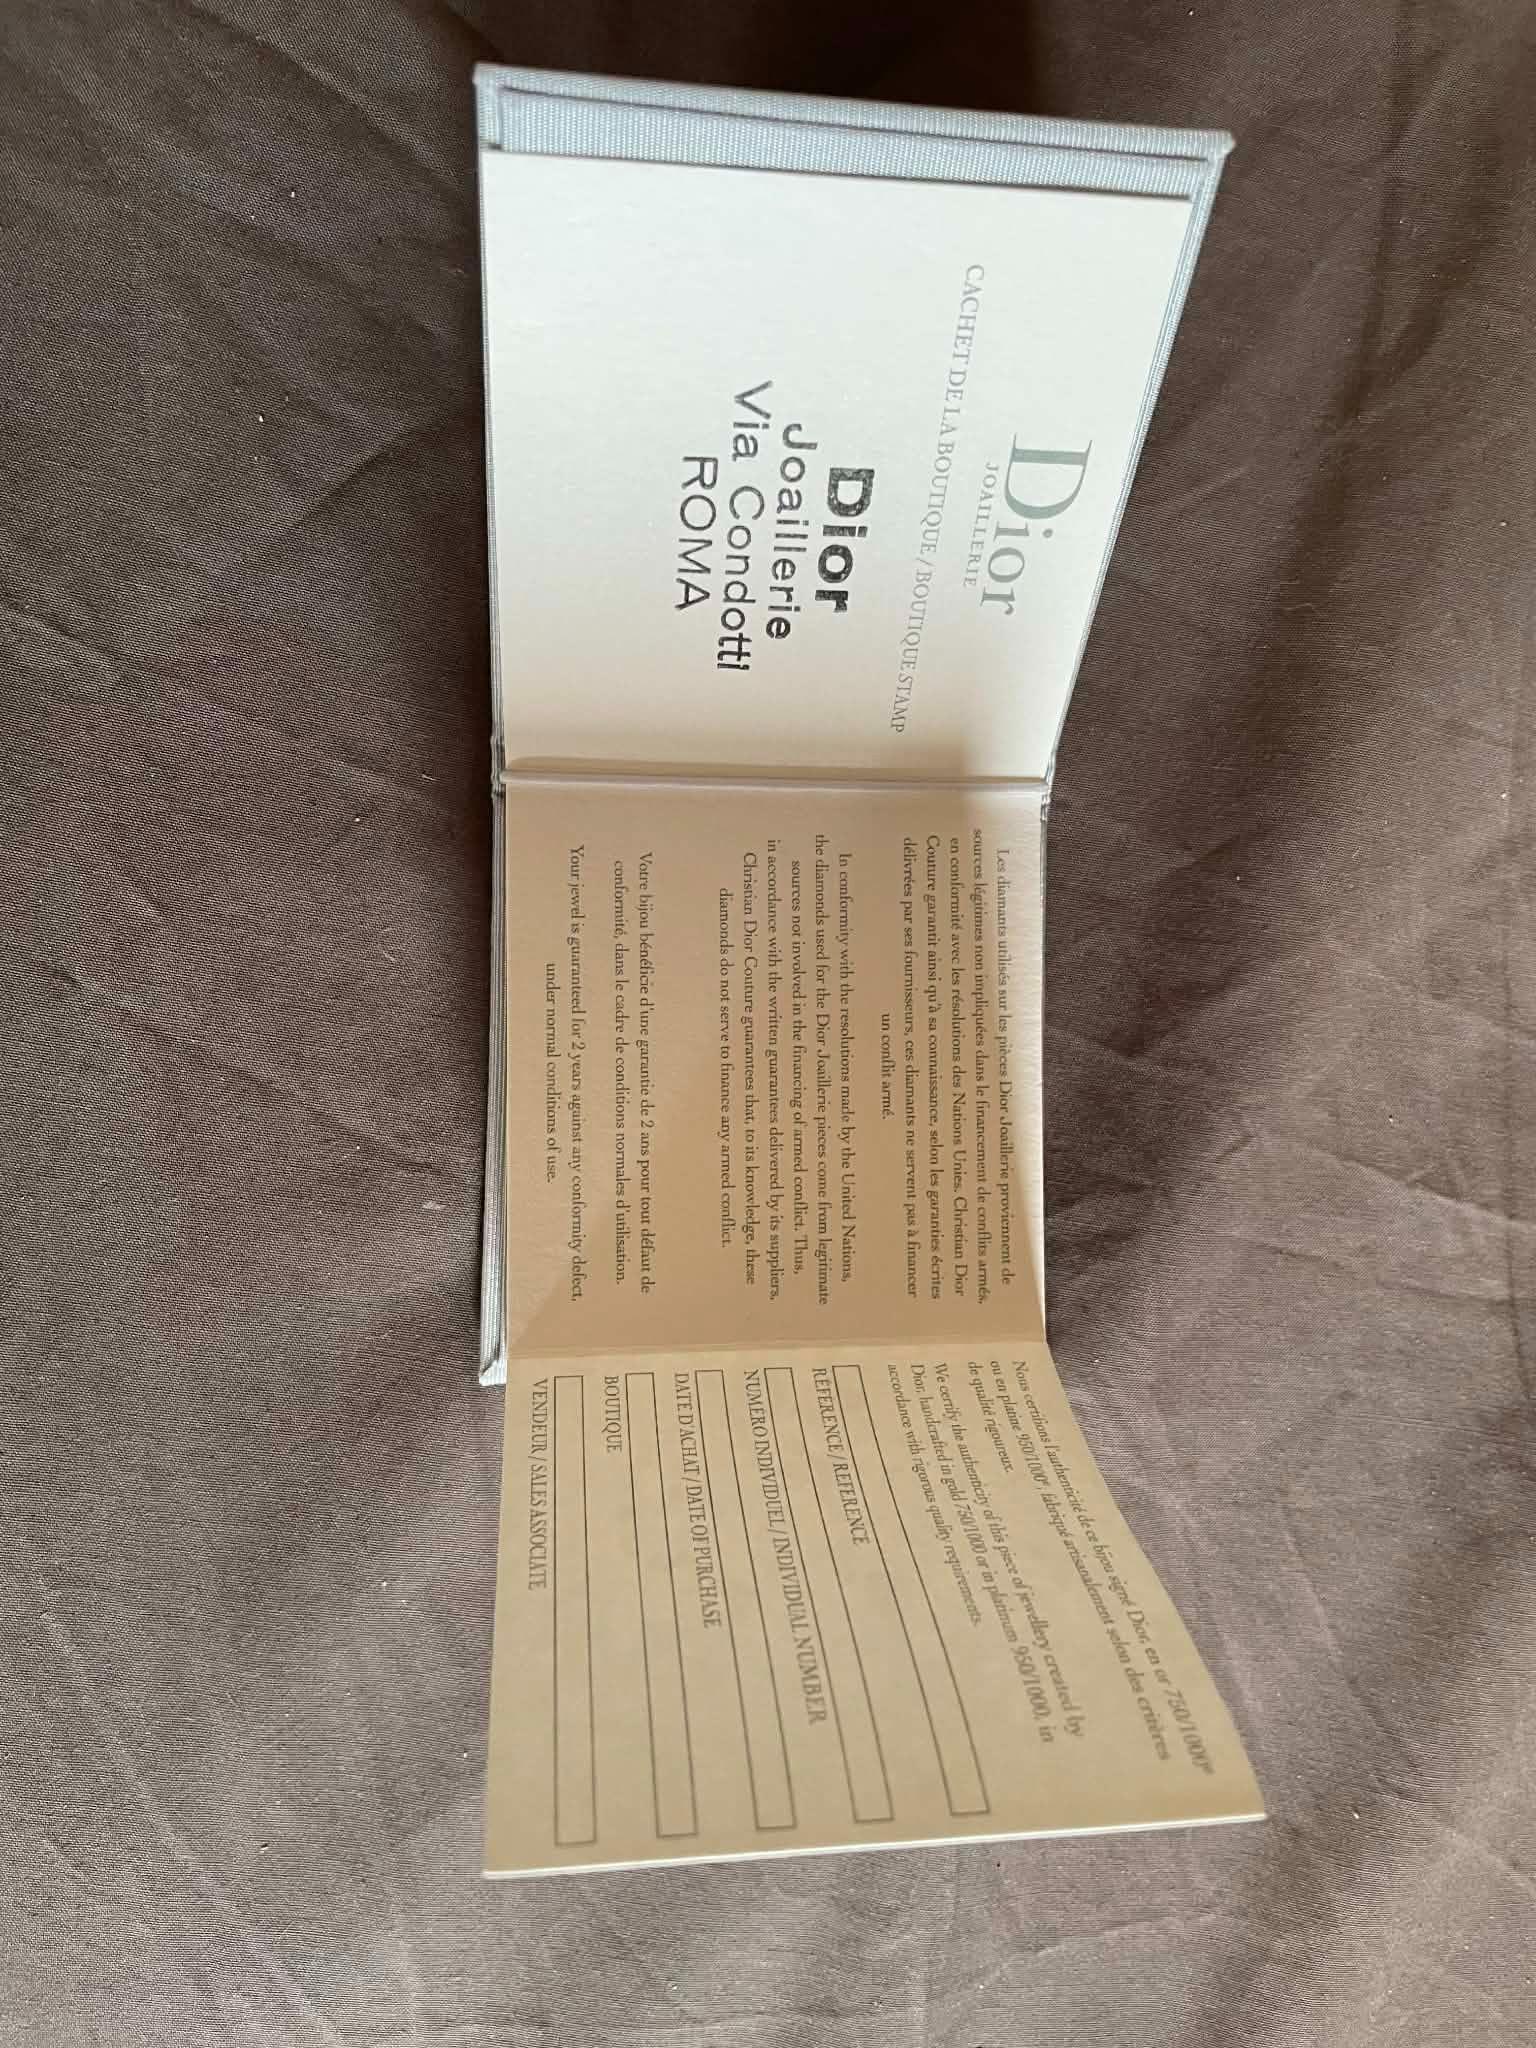 Dior
JOAILLERIE
CACHET DE LA BOUTIQUE / BOUTIQUE STAMP
Dior
Joaillerie
Via Condotti
ROMA
Les diamants utilisés sur les pièces Dior Joaillerie proviennent de
sources légitimes non impliquées dans le financement de conflits armés,
en conformité avec les résolutions des Nations Unies. Christian Dior
Couture garantit ainsi qu'à sa connaissance, selon les garanties écrites
délivrées par ses fournisseurs, ces diamants ne servent pas à financer
un conflit armé.
In conformity with the resolutions made by the United Nations,
the diamonds used for the Dior Joaillerie pieces come from legitimate
sources not involved in the financing of armed conflict. Thus,
in accordance with the written guarantees delivered by its suppliers,
Christian Dior Couture guarantees that, to its knowledge, these
diamonds do not serve to finance any armed conflict.
Votre bijou bénéficie d'une garantie de 2 ans pour tout défaut de
conformité, dans le cadre de conditions normales d'utilisation.
Your jewel is guaranteed for 2 years against any conformity defect,
under normal conditions of use.
Nous certifions l'authenticité de ce bijou signé Dior, en or 750/1000e
ou en platine 950/1000e, fabriqué artisanalement selon des critères
de qualité rigoureux.
We certify the authenticity of this piece of jewellery created by
Dior, handcrafted in gold 750/1000 or in platinum 950/1000, in
accordance with rigorous quality requirements.
RÉFÉRENCE / REFERENCE
NUMERO INDIVIDUEL / INDIVIDUAL NUMBER
DATE D'ACHAT / DATE OF PURCHASE
BOUTIQUE
VENDEUR / SALES ASSOCIATE